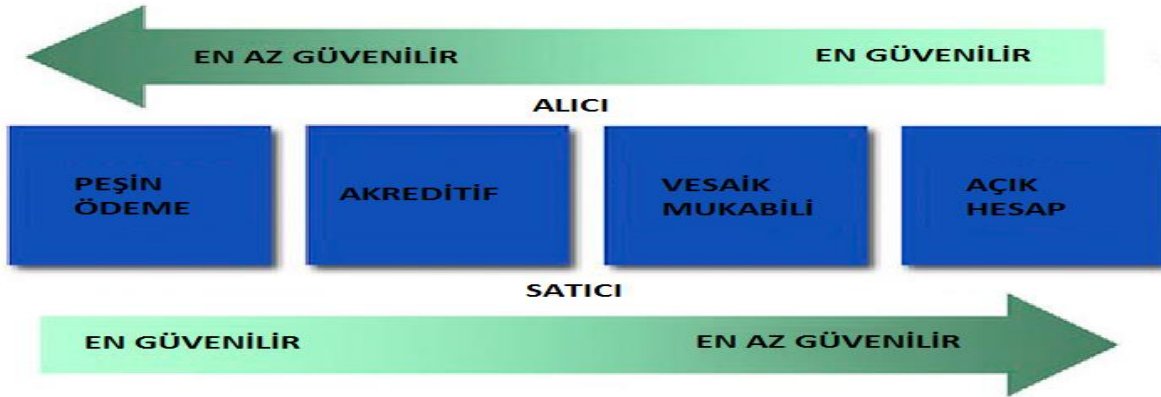 EN AZ GÜVENİLİR EN GÜVENİLİR
ALICI
PEŞİN
ÖDEME
AKREDİTİF
VESAİK
MUKABİLİ
AÇIK
HESAP
SATICI
EN GÜVENİLİR EN AZ GÜVENİLİR